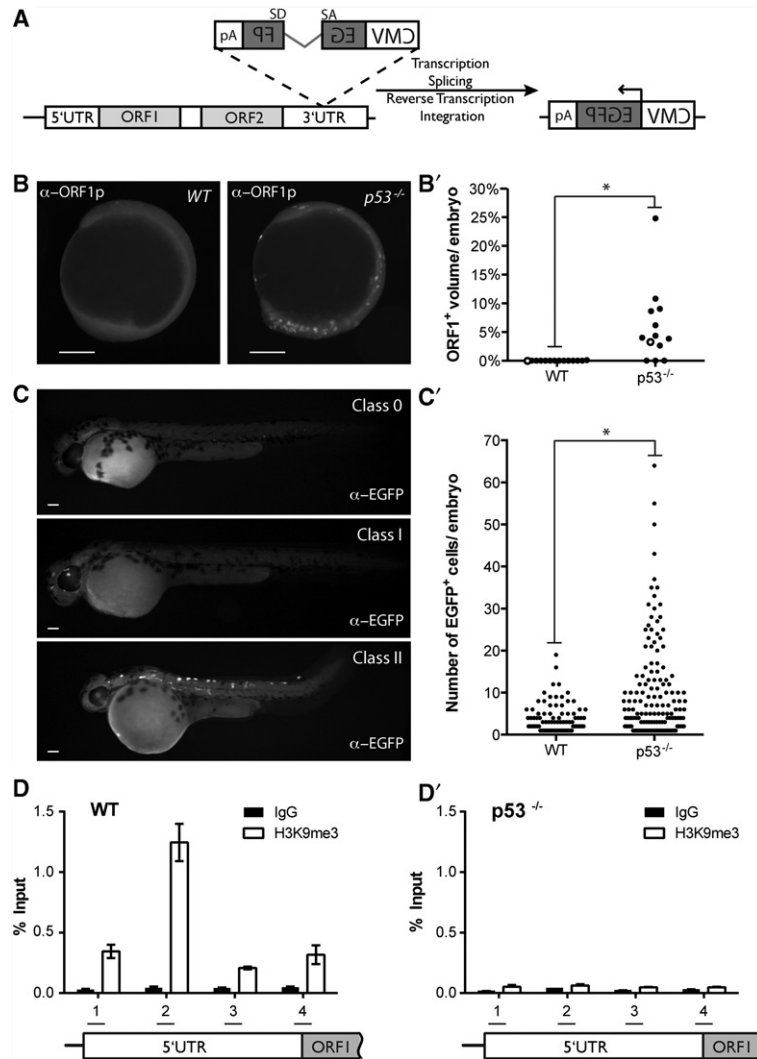 A
SD SA
pA FP EG CMV
Transcription
Splicing
Reverse Transcription
Integration
5'UTR ORF1 ORF2 3'UTR
pA EGFP CMV
B
α–ORF1p WT
α–ORF1p p53-/-
B'
*
ORF1+ volume/ embryo
30%
25%
20%
15%
10%
5%
0%
WT p53-/-
C
Class 0
α–EGFP
Class I
α–EGFP
Class II
α–EGFP
C'
*
Number of EGFP+ cells/ embryo
70
60
50
40
30
20
10
0
WT p53-/-
D
WT
IgG
H3K9me3
% Input
1.5
1.0
0.5
0.0
1 2 3 4
5'UTR ORF1
D'
p53 -/-
IgG
H3K9me3
% Input
1.5
1.0
0.5
0.0
1 2 3 4
5'UTR ORF1